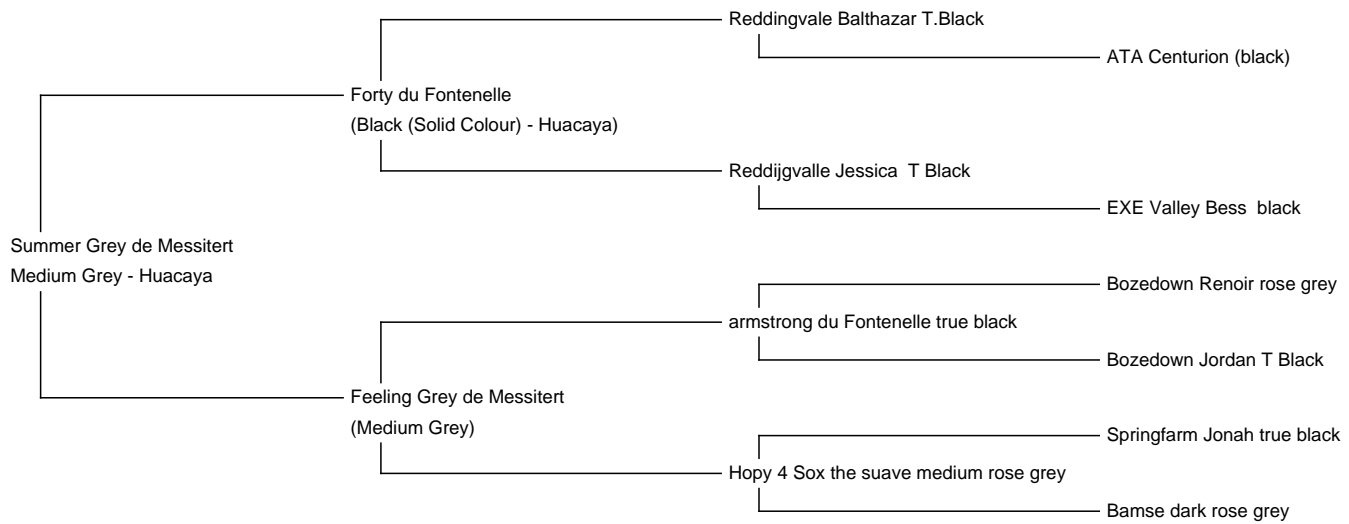 Reddingvale Balthazar T.Black
ATA Centurion (black)
Forty du Fontenelle
(Black (Solid Colour) - Huacaya)
Reddijgvalle Jessica  T Black
EXE Valley Bess  black
Summer Grey de Messitert
Medium Grey - Huacaya
Bozedown Renoir rose grey
armstrong du Fontenelle true black
Bozedown Jordan T Black
Feeling Grey de Messitert
(Medium Grey)
Springfarm Jonah true black
Hopy 4 Sox the suave medium rose grey
Bamse dark rose grey